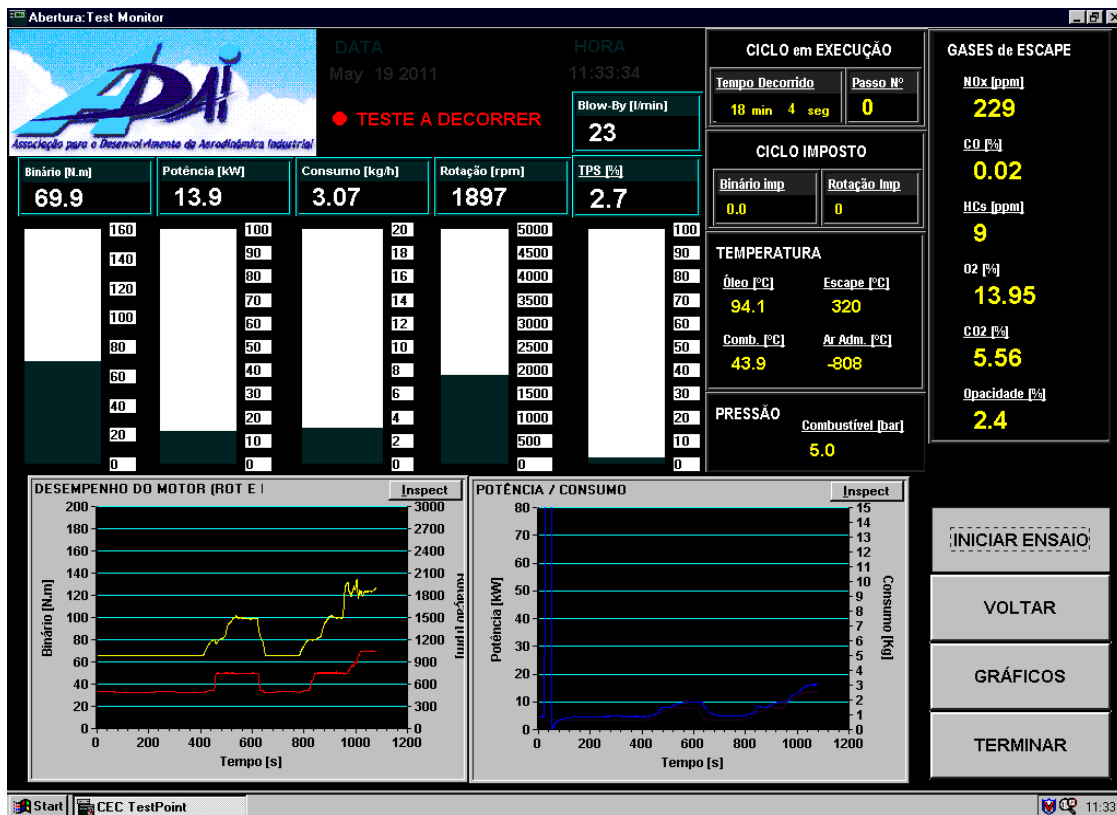 Abertura:Test Monitor
ADAI
Associação para o Desenvolvimento da Aerodinâmica Industrial
DATA
May 19 2011
HORA
11:33:34
TESTE A DECORRER
Blow-By [l/min]
23
Binário [N.m]
69.9
Potência [kW]
13.9
Consumo [kg/h]
3.07
Rotação [rpm]
1897
TPS [%]
2.7
160
140
120
100
80
60
40
20
0
100
90
80
70
60
50
40
30
20
10
0
20
18
16
14
12
10
8
6
4
2
0
5000
4500
4000
3500
3000
2500
2000
1500
1000
500
0
100
90
80
70
60
50
40
30
20
10
0
CICLO em EXECUÇÃO
Tempo Decorrido
18 min 4 seg
Passo Nº
0
CICLO IMPOSTO
Binário imp
0.0
Rotação Imp
0
TEMPERATURA
Óleo [ºC]
94.1
Escape [ºC]
320
Comb. [ºC]
43.9
Ar Adm. [ºC]
-808
PRESSÃO
Combustível [bar]
5.0
GASES de ESCAPE
NOx [ppm]
229
CO [%]
0.02
HCs [ppm]
9
O2 [%]
13.95
CO2 [%]
5.56
Opacidade [%]
2.4
DESEMPENHO DO MOTOR (ROT E
Inspect
200
180
160
140
120
100
80
60
40
20
0
Binário [N.m]
3000
2700
2400
2100
1800
1500
1200
900
600
300
0
Rotação [rpm]
0 200 400 600 800 1000 1200
Tempo [s]
POTÊNCIA / CONSUMO
Inspect
80
70
60
50
40
30
20
10
0
Potência [kW]
15
14
13
12
11
10
9
8
7
6
5
4
3
2
1
0
Consumo [Kg]
0 200 400 600 800 1000 1200
Tempo [s]
INICIAR ENSAIO
VOLTAR
GRÁFICOS
TERMINAR
Start
CEC TestPoint
11:33